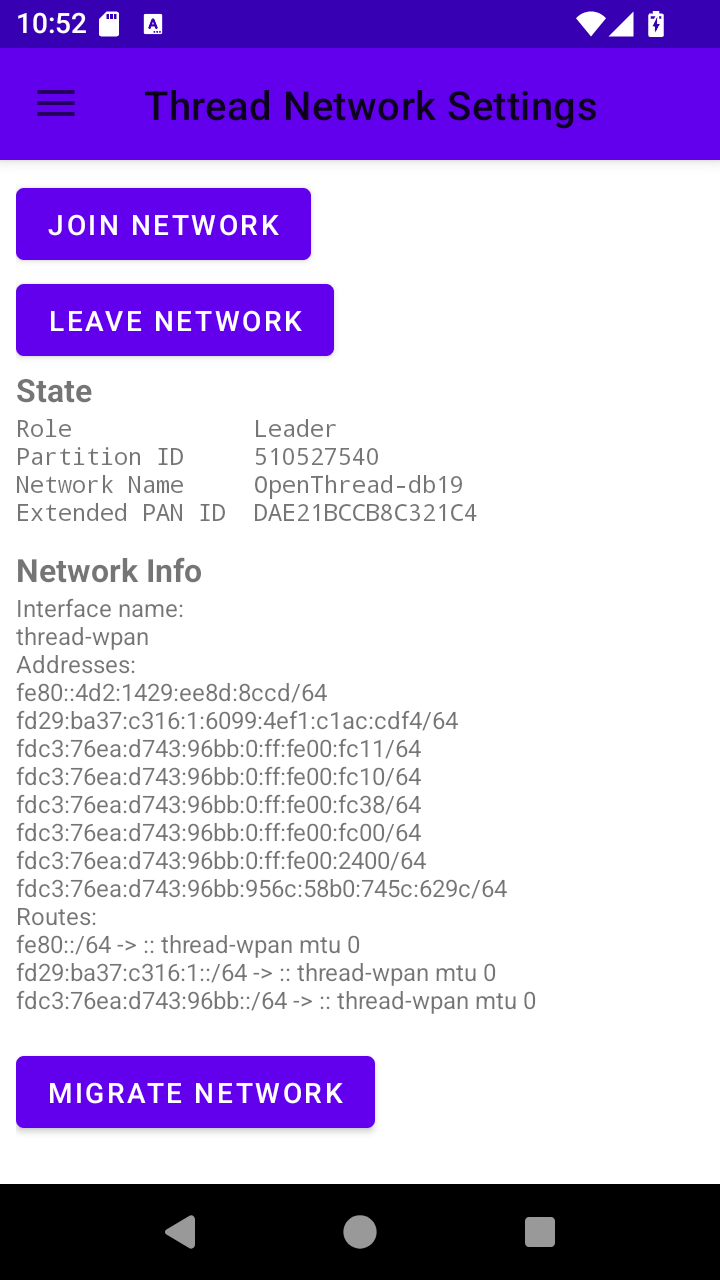 10:52
Thread Network Settings
JOIN NETWORK
LEAVE NETWORK
State
Role Leader
Partition ID 510527540
Network Name OpenThread-db19
Extended PAN ID DAE21BCCB8C321C4
Network Info
Interface name:
thread-wpan
Addresses:
fe80::4d2:1429:ee8d:8ccd/64
fd29:ba37:c316:1:6099:4ef1:c1ac:cdf4/64
fdc3:76ea:d743:96bb:0:ff:fe00:fc11/64
fdc3:76ea:d743:96bb:0:ff:fe00:fc10/64
fdc3:76ea:d743:96bb:0:ff:fe00:fc38/64
fdc3:76ea:d743:96bb:0:ff:fe00:fc00/64
fdc3:76ea:d743:96bb:0:ff:fe00:2400/64
fdc3:76ea:d743:96bb:956c:58b0:745c:629c/64
Routes:
fe80::/64 -> :: thread-wpan mtu 0
fd29:ba37:c316:1::/64 -> :: thread-wpan mtu 0
fdc3:76ea:d743:96bb::/64 -> :: thread-wpan mtu 0
MIGRATE NETWORK